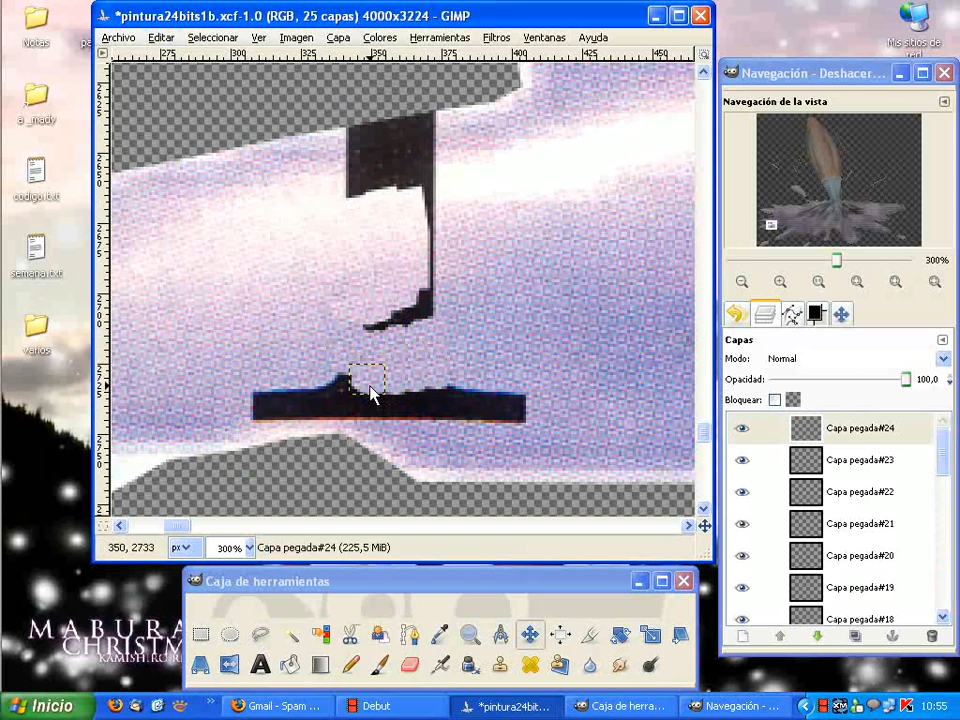 Notas
a _mady
codigo.txt
semana.txt
varios
Mis sitios de red
*pintura24bits1b.xcf-1.0 (RGB, 25 capas) 4000x3224 - GIMP
Archivo Editar Seleccionar Ver Imagen Capa Colores Herramientas Filtros Ventanas Ayuda
275 300 325 350 375 400 425 450
350, 2733 px 300% Capa pegada#24 (225,5 MiB)
Navegación - Deshacer...
Navegación de la vista
300%
Capas
Modo: Normal
Opacidad: 100,0
Bloquear:
Capa pegada#24
Capa pegada#23
Capa pegada#22
Capa pegada#21
Capa pegada#20
Capa pegada#19
Capa pegada#18
Caja de herramientas
MABURA
CHRISTM
KAMISH.RO
Inicio Gmail - Spam ... Debut *pintura24bit... Caja de herra... Navegación - ... 10:55